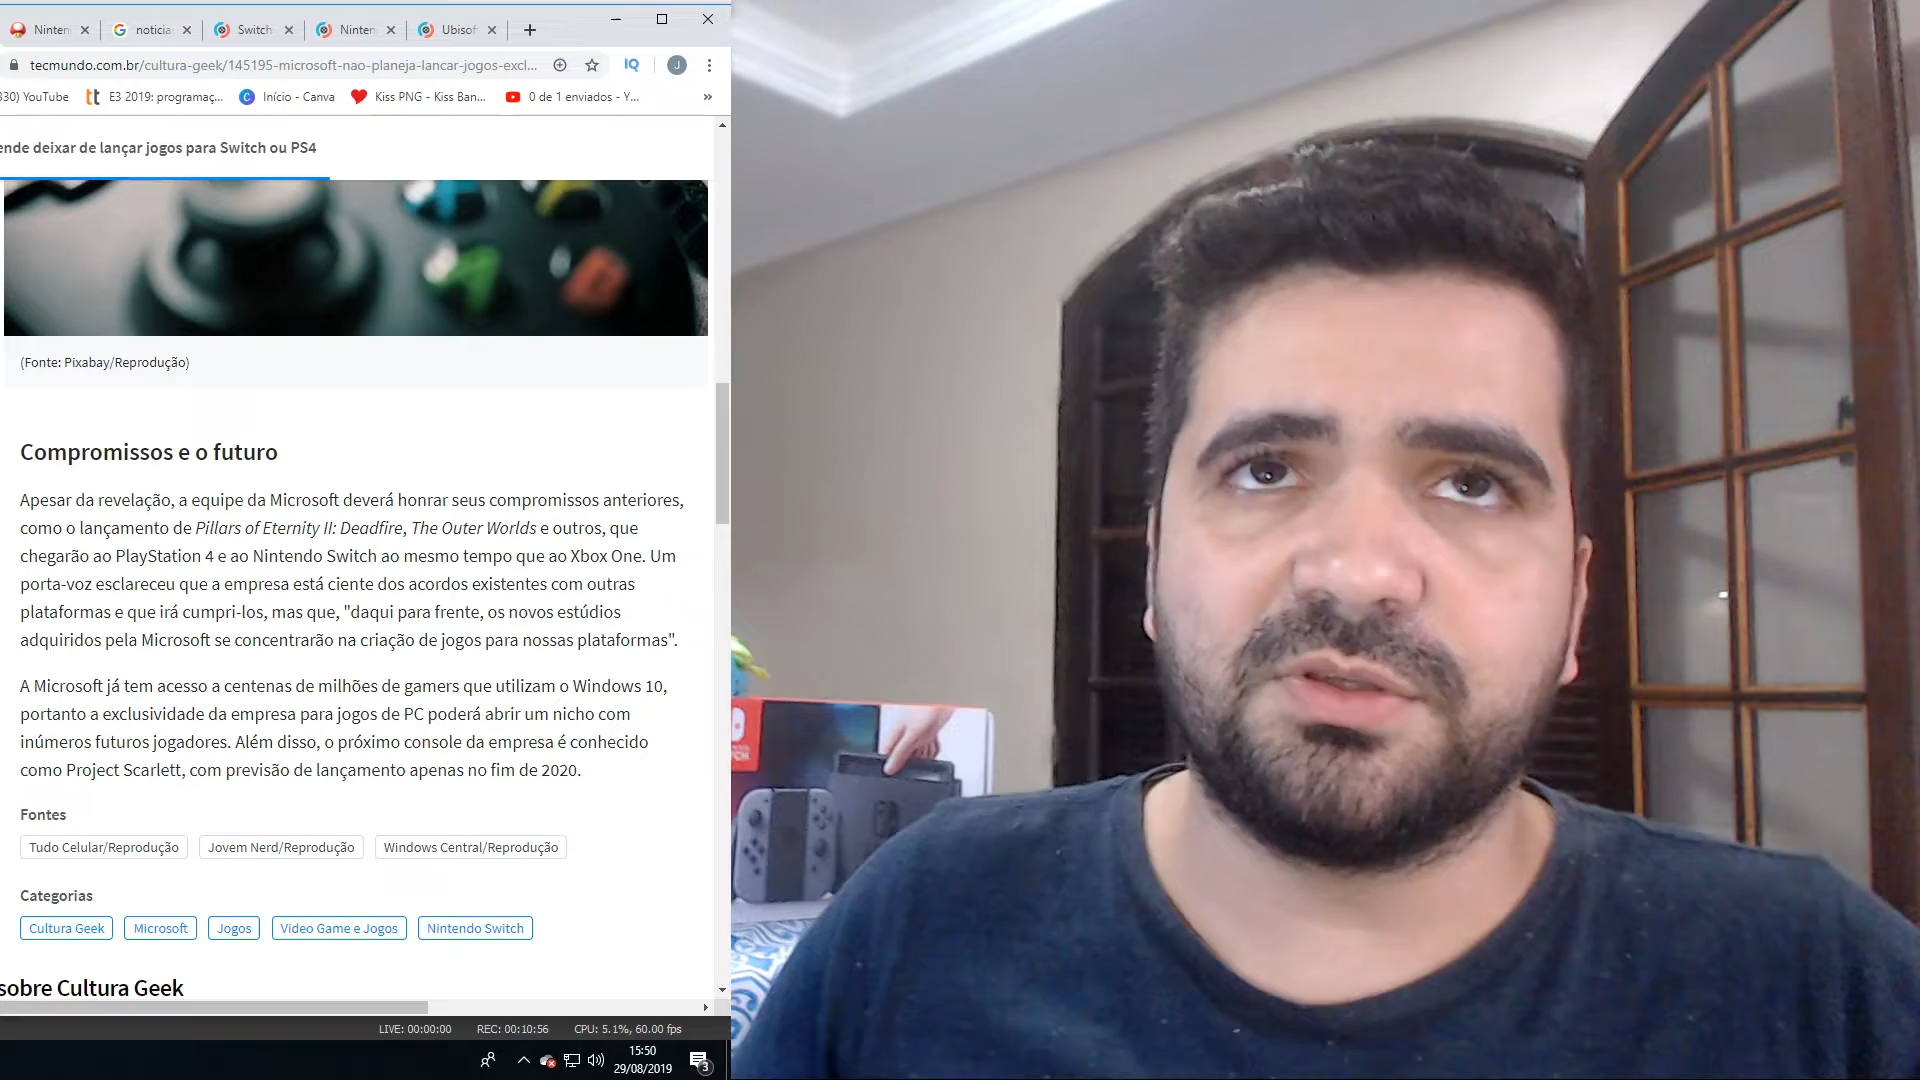 Ninten
noticia
Switch
Ninten
Ubisof
tecmundo.com.br/cultura-geek/145195-microsoft-nao-planeja-lancar-jogos-excl...
IQ
J
330) YouTube
E3 2019: programaç...
Início - Canva
Kiss PNG - Kiss Ban...
0 de 1 enviados - Y...
»
ende deixar de lançar jogos para Switch ou PS4
(Fonte: Pixabay/Reprodução)
Compromissos e o futuro
Apesar da revelação, a equipe da Microsoft deverá honrar seus compromissos anteriores,
como o lançamento de Pillars of Eternity II: Deadfire, The Outer Worlds e outros, que
chegarão ao PlayStation 4 e ao Nintendo Switch ao mesmo tempo que ao Xbox One. Um
porta-voz esclareceu que a empresa está ciente dos acordos existentes com outras
plataformas e que irá cumpri-los, mas que, "daqui para frente, os novos estúdios
adquiridos pela Microsoft se concentrarão na criação de jogos para nossas plataformas".
A Microsoft já tem acesso a centenas de milhões de gamers que utilizam o Windows 10,
portanto a exclusividade da empresa para jogos de PC poderá abrir um nicho com
inúmeros futuros jogadores. Além disso, o próximo console da empresa é conhecido
como Project Scarlett, com previsão de lançamento apenas no fim de 2020.
Fontes
Tudo Celular/Reprodução
Jovem Nerd/Reprodução
Windows Central/Reprodução
Categorias
Cultura Geek
Microsoft
Jogos
Video Game e Jogos
Nintendo Switch
sobre Cultura Geek
LIVE: 00:00:00
REC: 00:10:56
CPU: 5.1%, 60.00 fps
15:50
29/08/2019
3